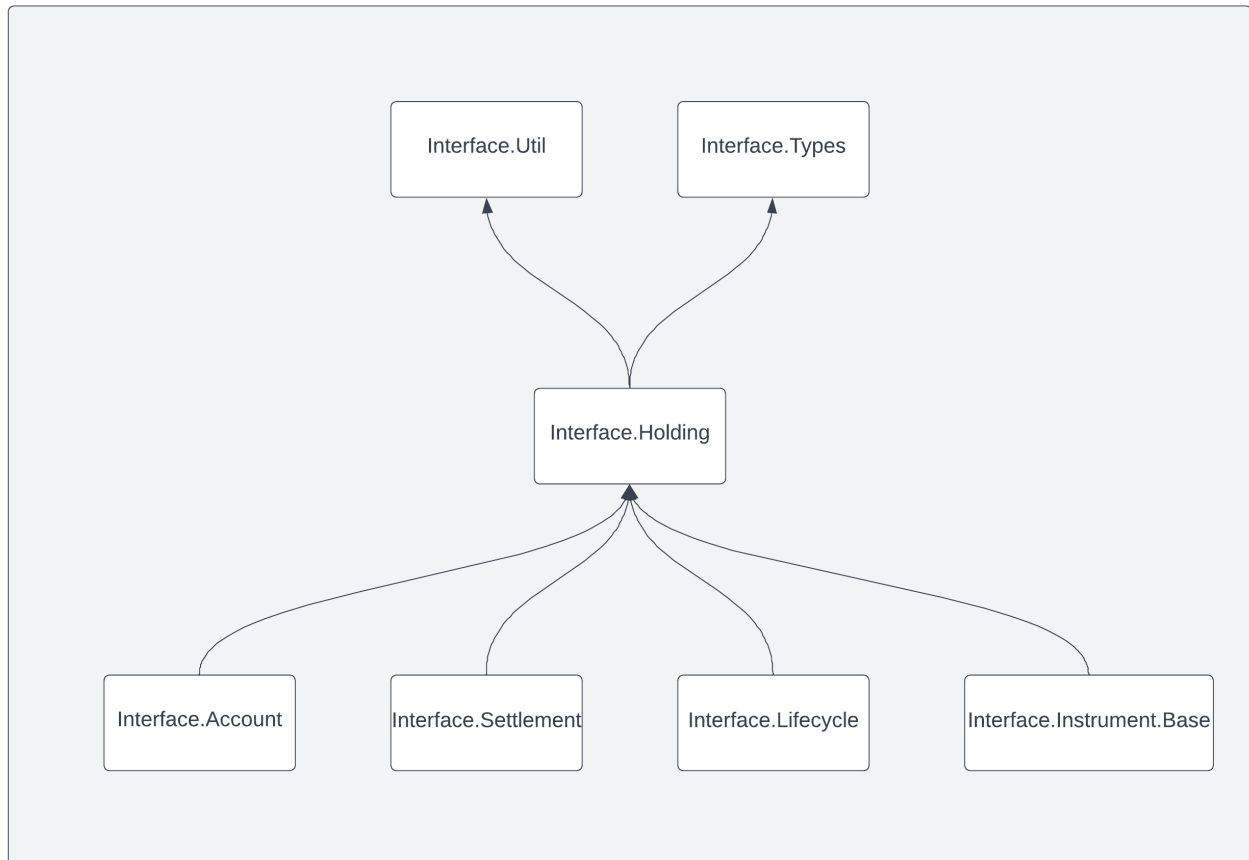 Interface.Util
Interface.Types
Interface.Holding
Interface.Account
Interface.Settlement
Interface.Lifecycle
Interface.Instrument.Base